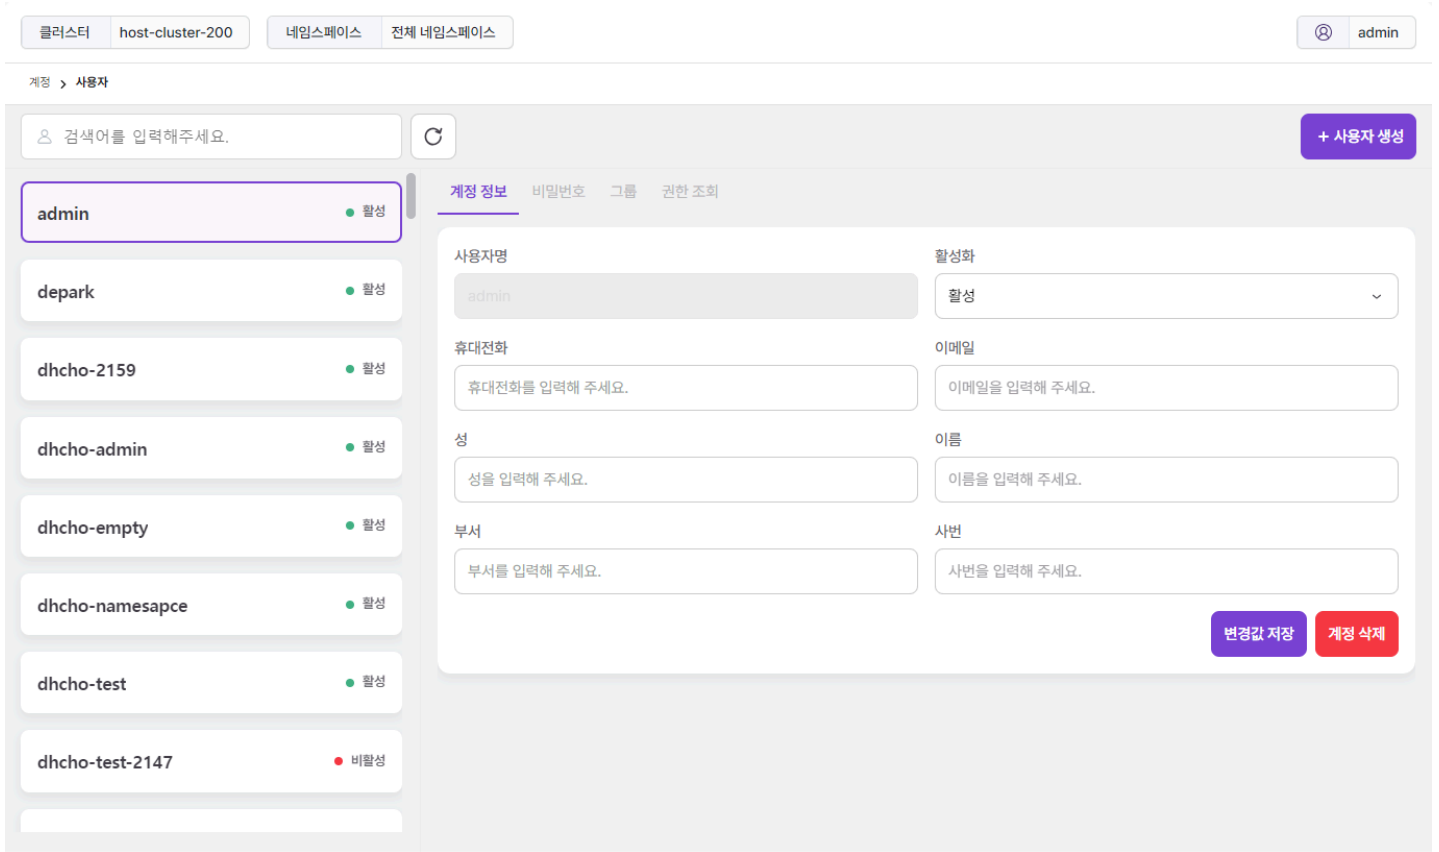 클러스터 host-cluster-200 네임스페이스 전체 네임스페이스 admin
계정 > 사용자
검색어를 입력해주세요. + 사용자 생성
admin 활성
depark 활성
dhcho-2159 활성
dhcho-admin 활성
dhcho-empty 활성
dhcho-namesapce 활성
dhcho-test 활성
dhcho-test-2147 비활성
계정 정보 비밀번호 그룹 권한 조회
사용자명 활성화
admin 활성
휴대전화 이메일
휴대전화를 입력해 주세요. 이메일을 입력해 주세요.
성 이름
성을 입력해 주세요. 이름을 입력해 주세요.
부서 사번
부서를 입력해 주세요. 사번을 입력해 주세요.
변경값 저장 계정 삭제